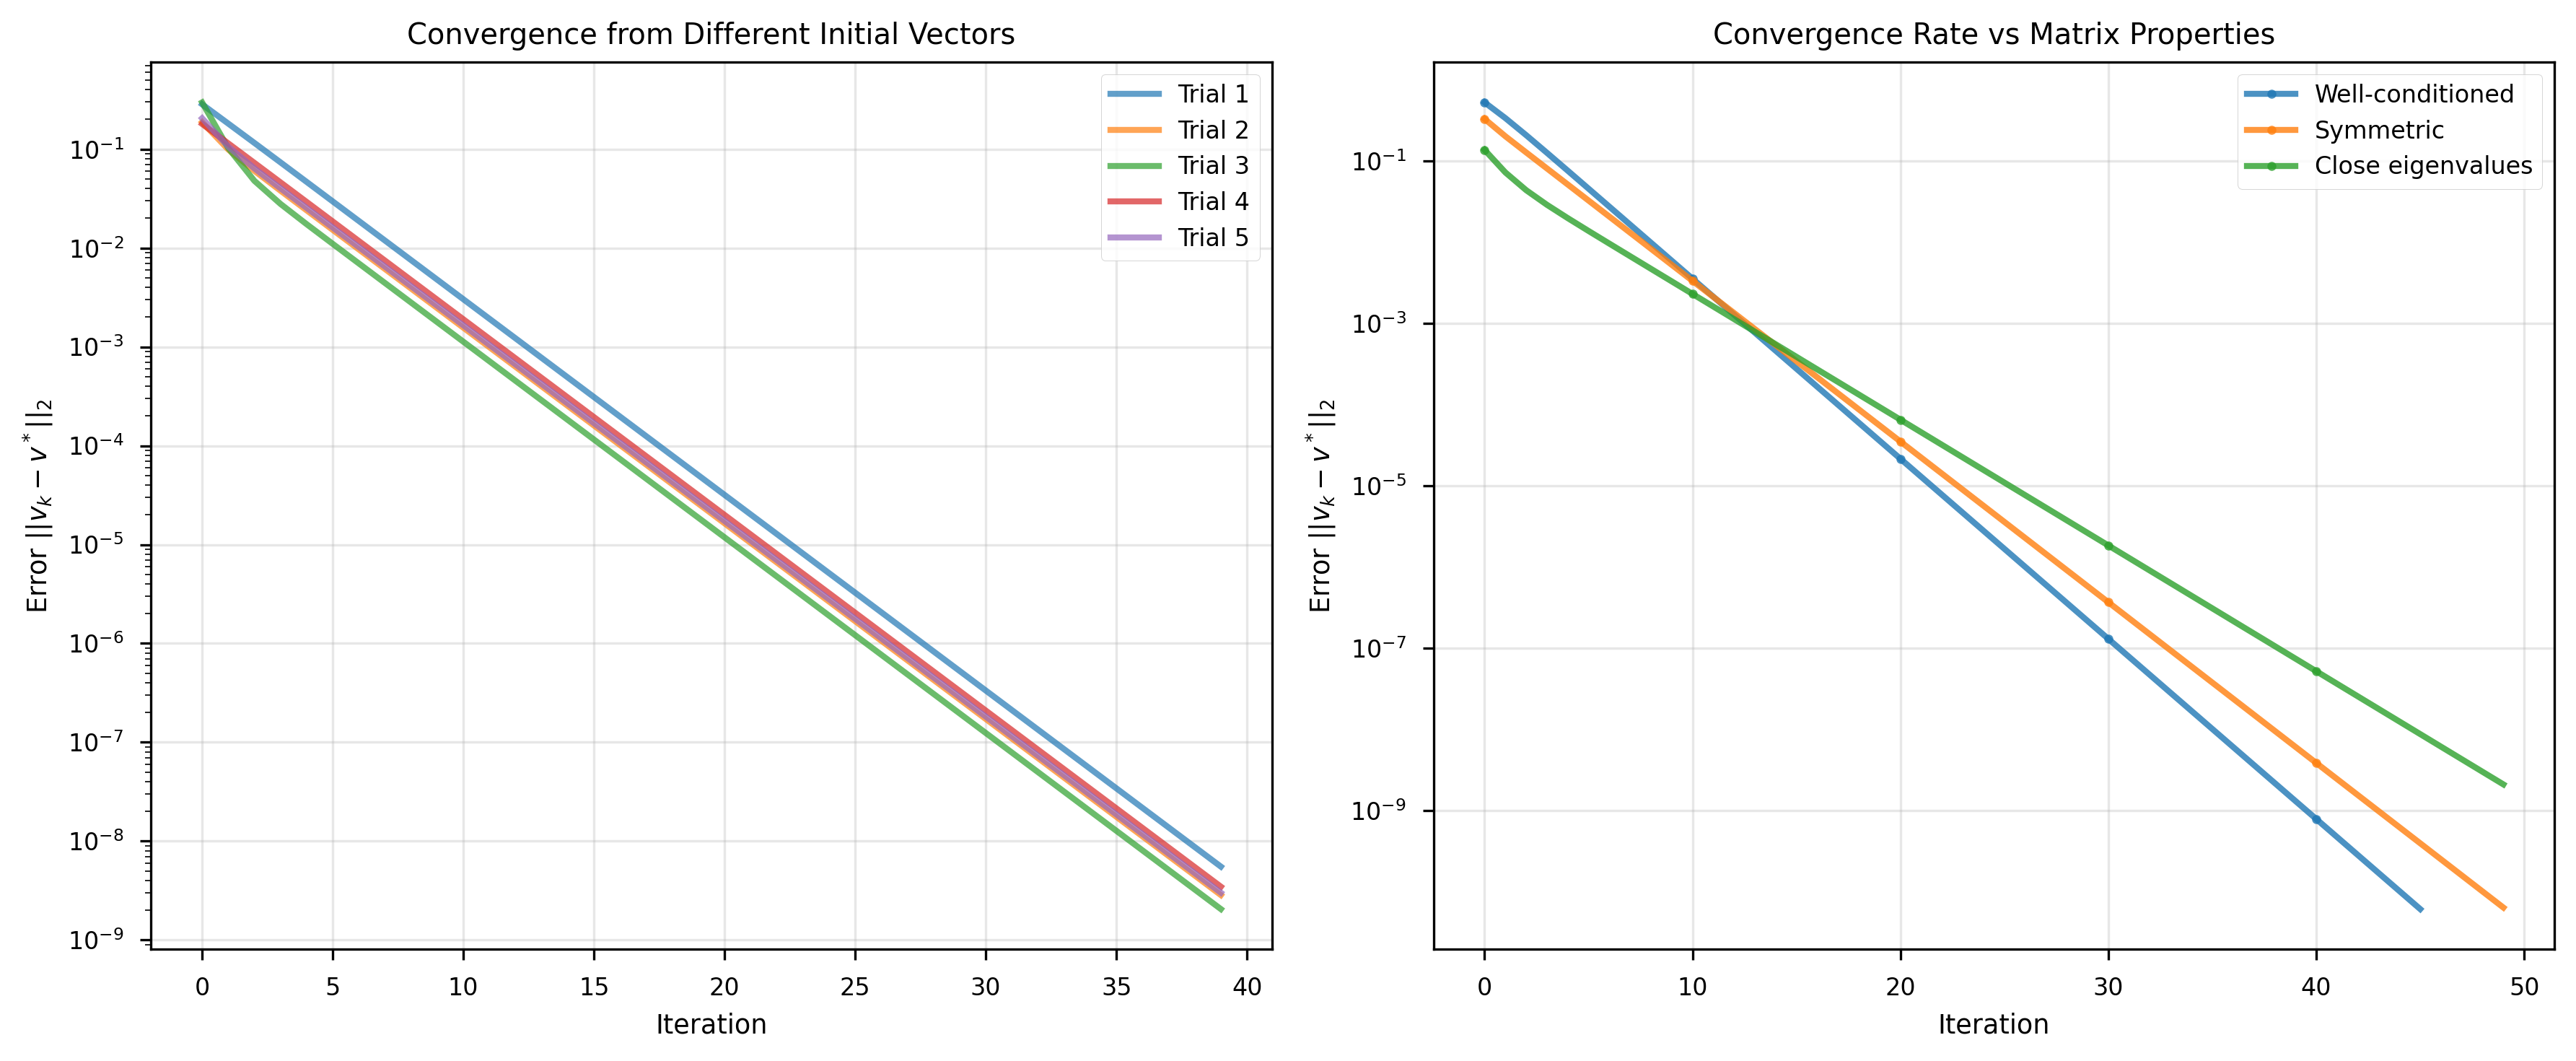 Convergence from Different Initial Vectors
Error ||v_k − v^*||_2
10^−1
10^−2
10^−3
10^−4
10^−5
10^−6
10^−7
10^−8
10^−9
0 5 10 15 20 25 30 35 40
Iteration
Trial 1
Trial 2
Trial 3
Trial 4
Trial 5
Convergence Rate vs Matrix Properties
Error ||v_k − v^*||_2
10^−1
10^−3
10^−5
10^−7
10^−9
0 10 20 30 40 50
Iteration
Well-conditioned
Symmetric
Close eigenvalues